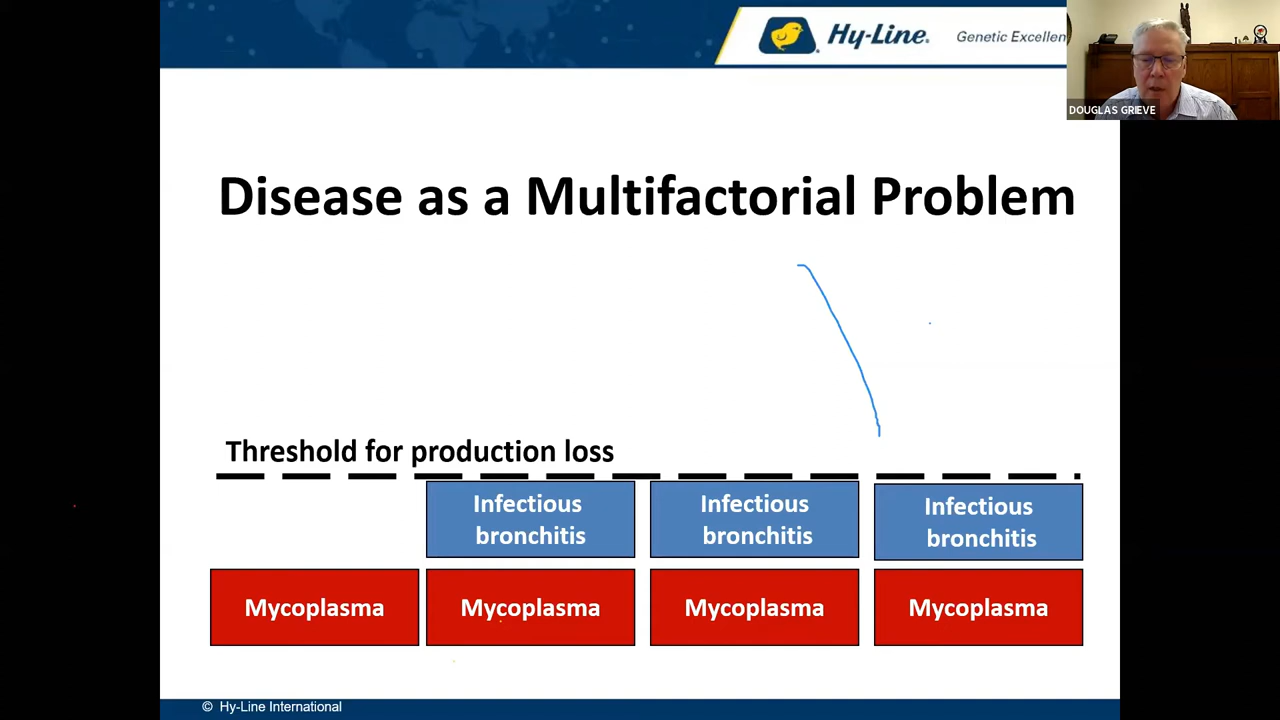 Hy-Line®
Genetic Excellen
DOUGLAS GRIEVE
Disease as a Multifactorial Problem
Threshold for production loss
Infectious
bronchitis
Infectious
bronchitis
Infectious
bronchitis
Mycoplasma
Mycoplasma
Mycoplasma
Mycoplasma
© Hy-Line International